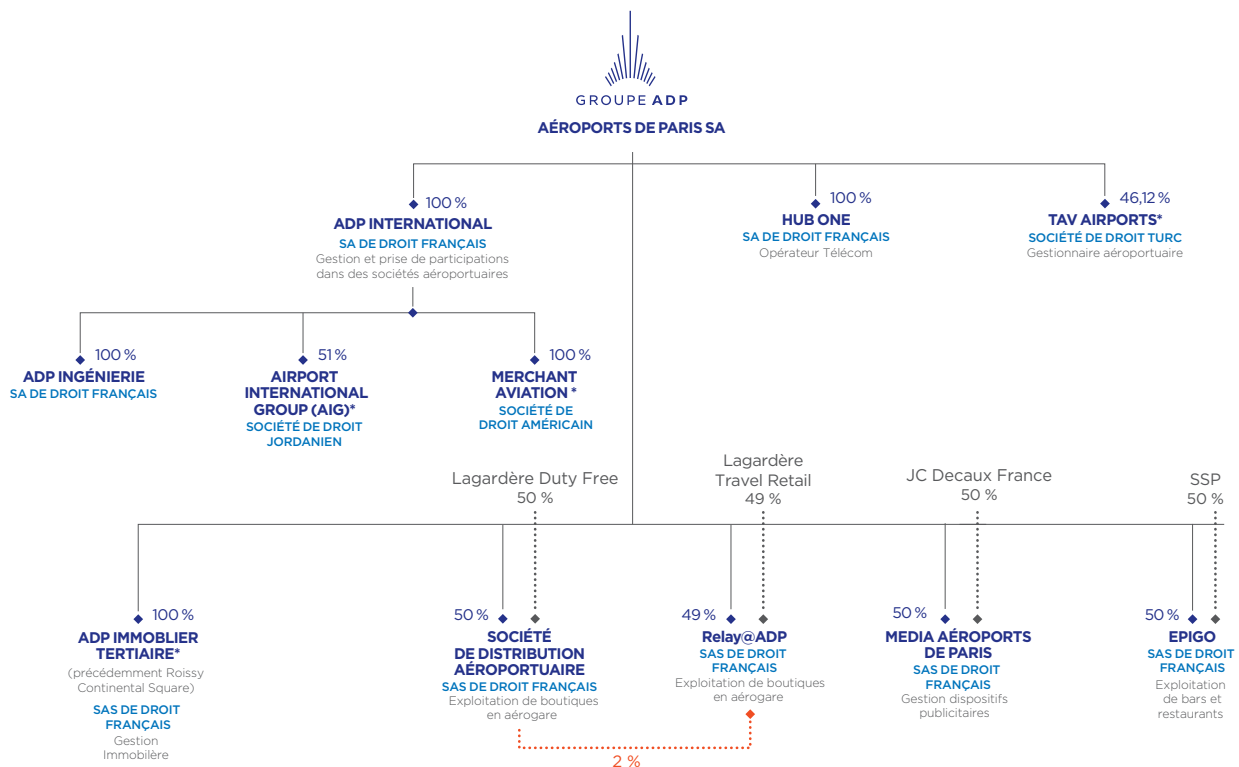 GROUPE ADP
AÉROPORTS DE PARIS SA
100 %
ADP INTERNATIONAL
SA DE DROIT FRANÇAIS
Gestion et prise de participations
dans des sociétés aéroportuaires
100 %
HUB ONE
SA DE DROIT FRANÇAIS
Opérateur Télécom
46,12 %
TAV AIRPORTS*
SOCIÉTÉ DE DROIT TURC
Gestionnaire aéroportuaire
100 %
ADP INGÉNIERIE
SA DE DROIT FRANÇAIS
51 %
AIRPORT
INTERNATIONAL
GROUP (AIG)*
SOCIÉTÉ DE DROIT
JORDANIEN
100 %
MERCHANT
AVIATION *
SOCIÉTÉ DE
DROIT AMÉRICAIN
Lagardère Duty Free
50 %
Lagardère
Travel Retail
49 %
JC Decaux France
50 %
SSP
50 %
100 %
ADP IMMOBLIER
TERTIAIRE*
(précédemment Roissy
Continental Square)
SAS DE DROIT
FRANÇAIS
Gestion
Immobilère
50 %
SOCIÉTÉ
DE DISTRIBUTION
AÉROPORTUAIRE
SAS DE DROIT FRANÇAIS
Exploitation de boutiques
en aérogare
49 %
Relay@ADP
SAS DE DROIT
FRANÇAIS
Exploitation de boutiques
en aérogare
50 %
MEDIA AÉROPORTS
DE PARIS
SAS DE DROIT
FRANÇAIS
Gestion dispositifs
publicitaires
50 %
EPIGO
SAS DE DROIT
FRANÇAIS
Exploitation
de bars et
restaurants
2 %